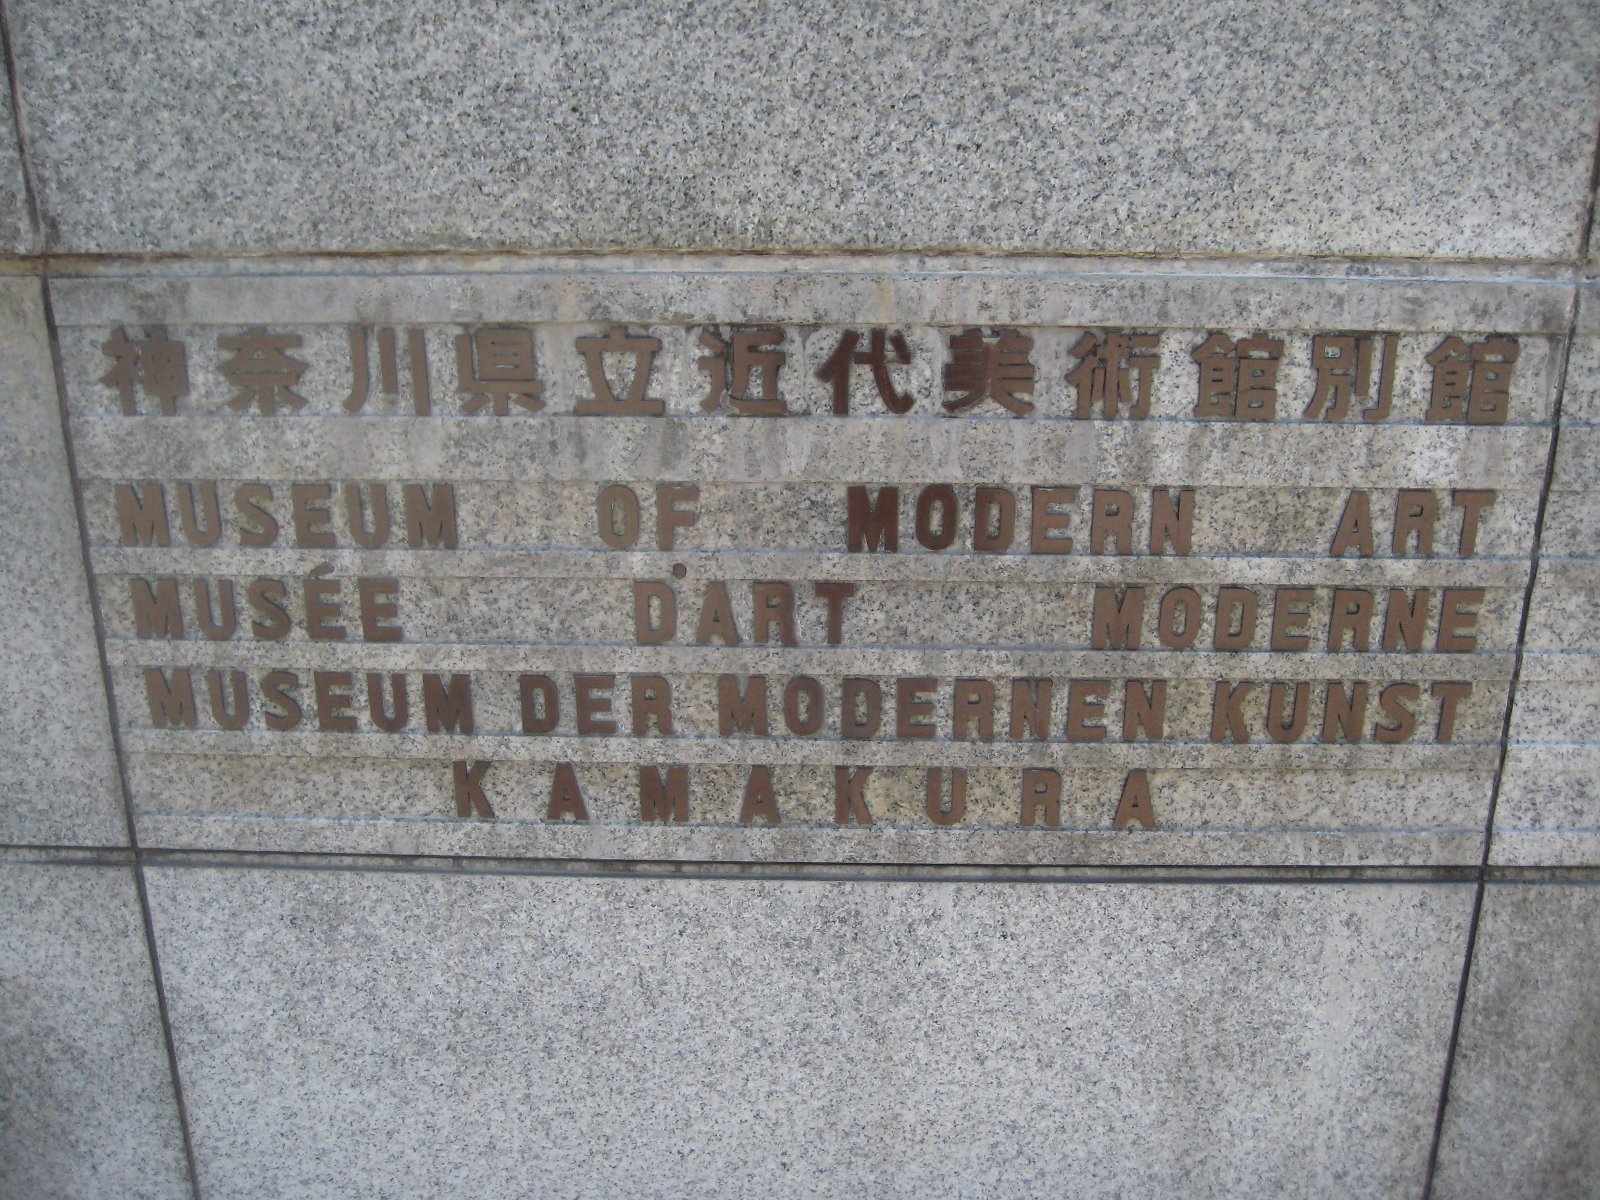 神奈川県立近代美術館別館
MUSEUM OF MODERN ART
MUSÉE D'ART MODERNE
MUSEUM DER MODERNEN KUNST
KAMAKURA